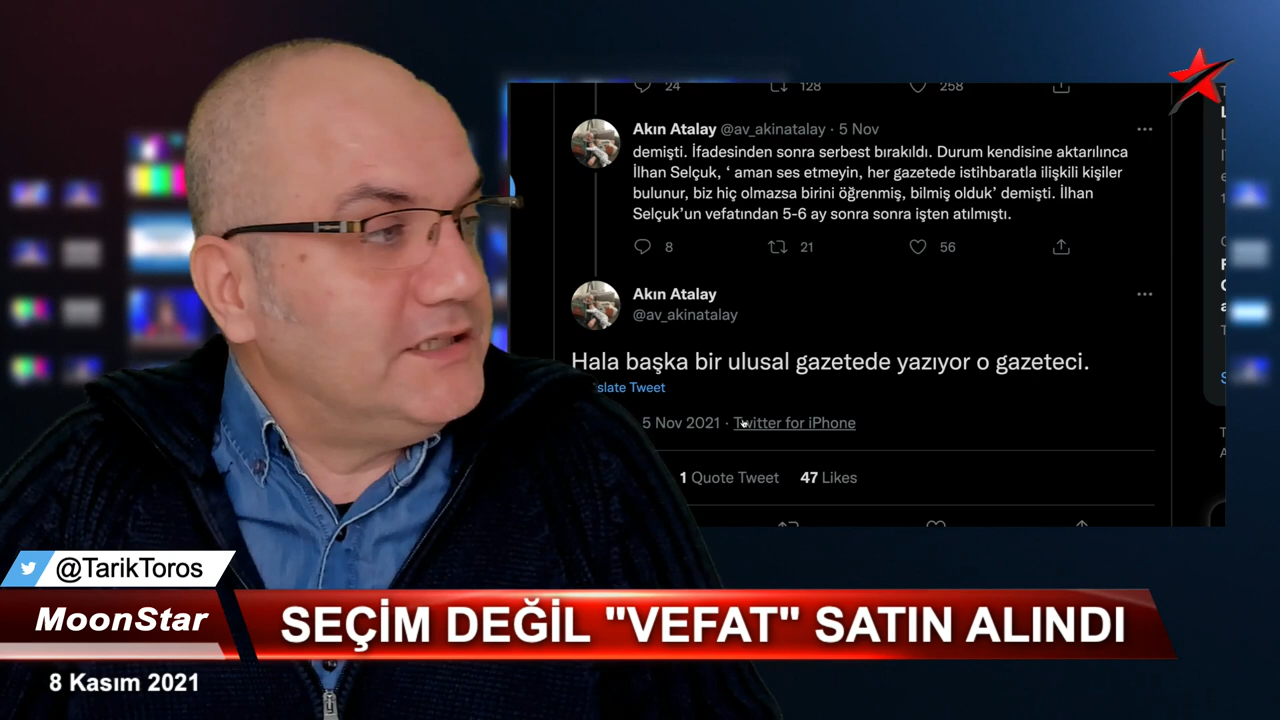 24 128 258
Akın Atalay @av_akinatalay · 5 Nov
demişti. İfadesinden sonra serbest bırakıldı. Durum kendisine aktarılınca
İlhan Selçuk, ‘ aman ses etmeyin, her gazetede istihbaratla ilişkili kişiler
bulunur, biz hiç olmazsa birini öğrenmiş, bilmiş olduk’ demişti. İlhan
Selçuk’un vefatından 5-6 ay sonra sonra işten atılmıştı.
8 21 56
Akın Atalay
@av_akinatalay
Hala başka bir ulusal gazetede yazıyor o gazeteci.
slate Tweet
5 Nov 2021 · Twitter for iPhone
1 Quote Tweet 47 Likes
@TarikToros
MoonStar
SEÇİM DEĞİL "VEFAT" SATIN ALINDI
8 Kasım 2021